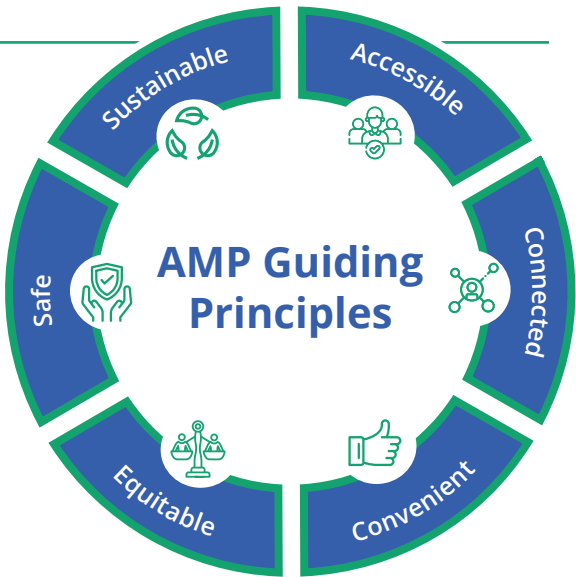 Sustainable
Accessible
Connected
Convenient
Equitable
Safe
AMP Guiding
Principles